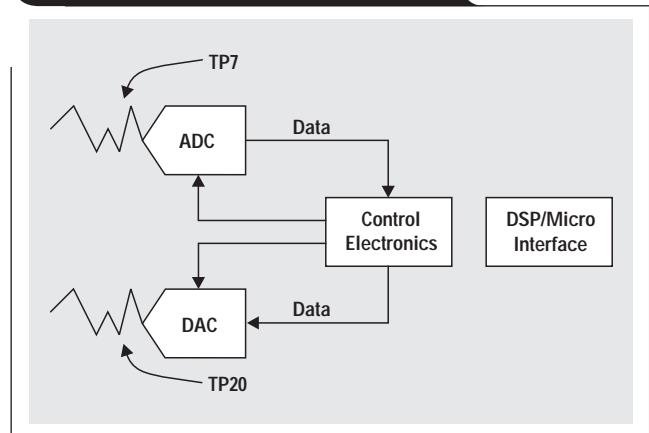 TP7
ADC
Data
Control
Electronics
DSP/Micro
Interface
DAC
Data
TP20